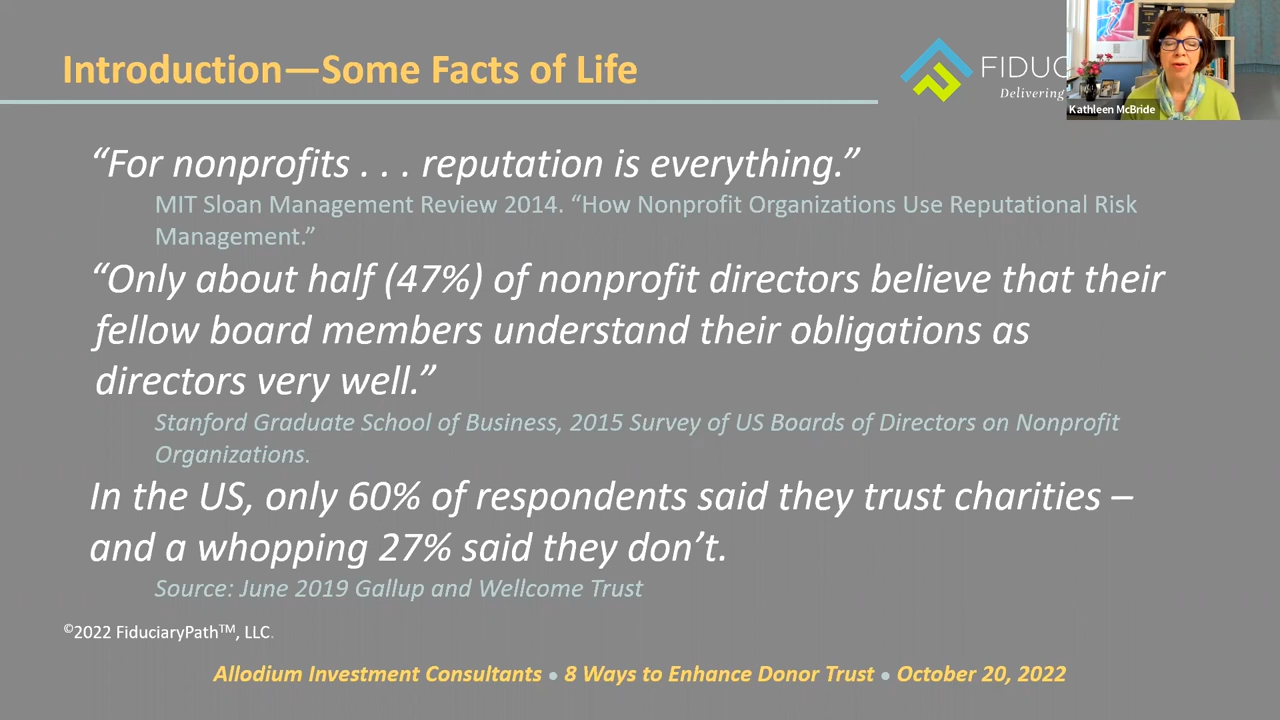 Introduction—Some Facts of Life
FIDUC
Delivering
Kathleen McBride
“For nonprofits . . . reputation is everything.”
MIT Sloan Management Review 2014. “How Nonprofit Organizations Use Reputational Risk
Management.”
“Only about half (47%) of nonprofit directors believe that their
fellow board members understand their obligations as
directors very well.”
Stanford Graduate School of Business, 2015 Survey of US Boards of Directors on Nonprofit
Organizations.
In the US, only 60% of respondents said they trust charities –
and a whopping 27% said they don’t.
Source: June 2019 Gallup and Wellcome Trust
©2022 FiduciaryPath™, LLC.
Allodium Investment Consultants • 8 Ways to Enhance Donor Trust • October 20, 2022